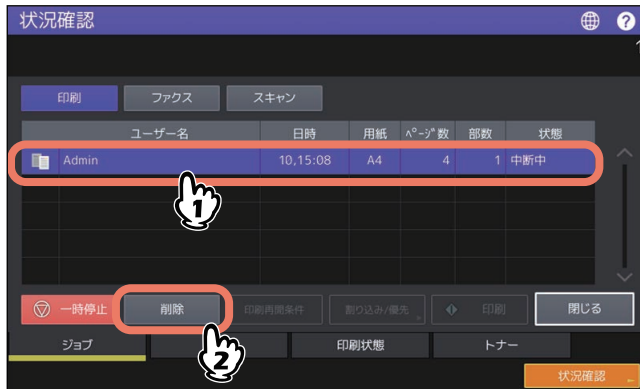 状況確認
?
印刷 ファクス スキャン
ユーザー名 日時 用紙 ページ数 部数 状態
Admin 10,15:08 A4 4 1 中断中
1
一時停止 削除 印刷再開条件 割り込み/優先 印刷 閉じる
2
ジョブ 印刷状態 トナー
状況確認